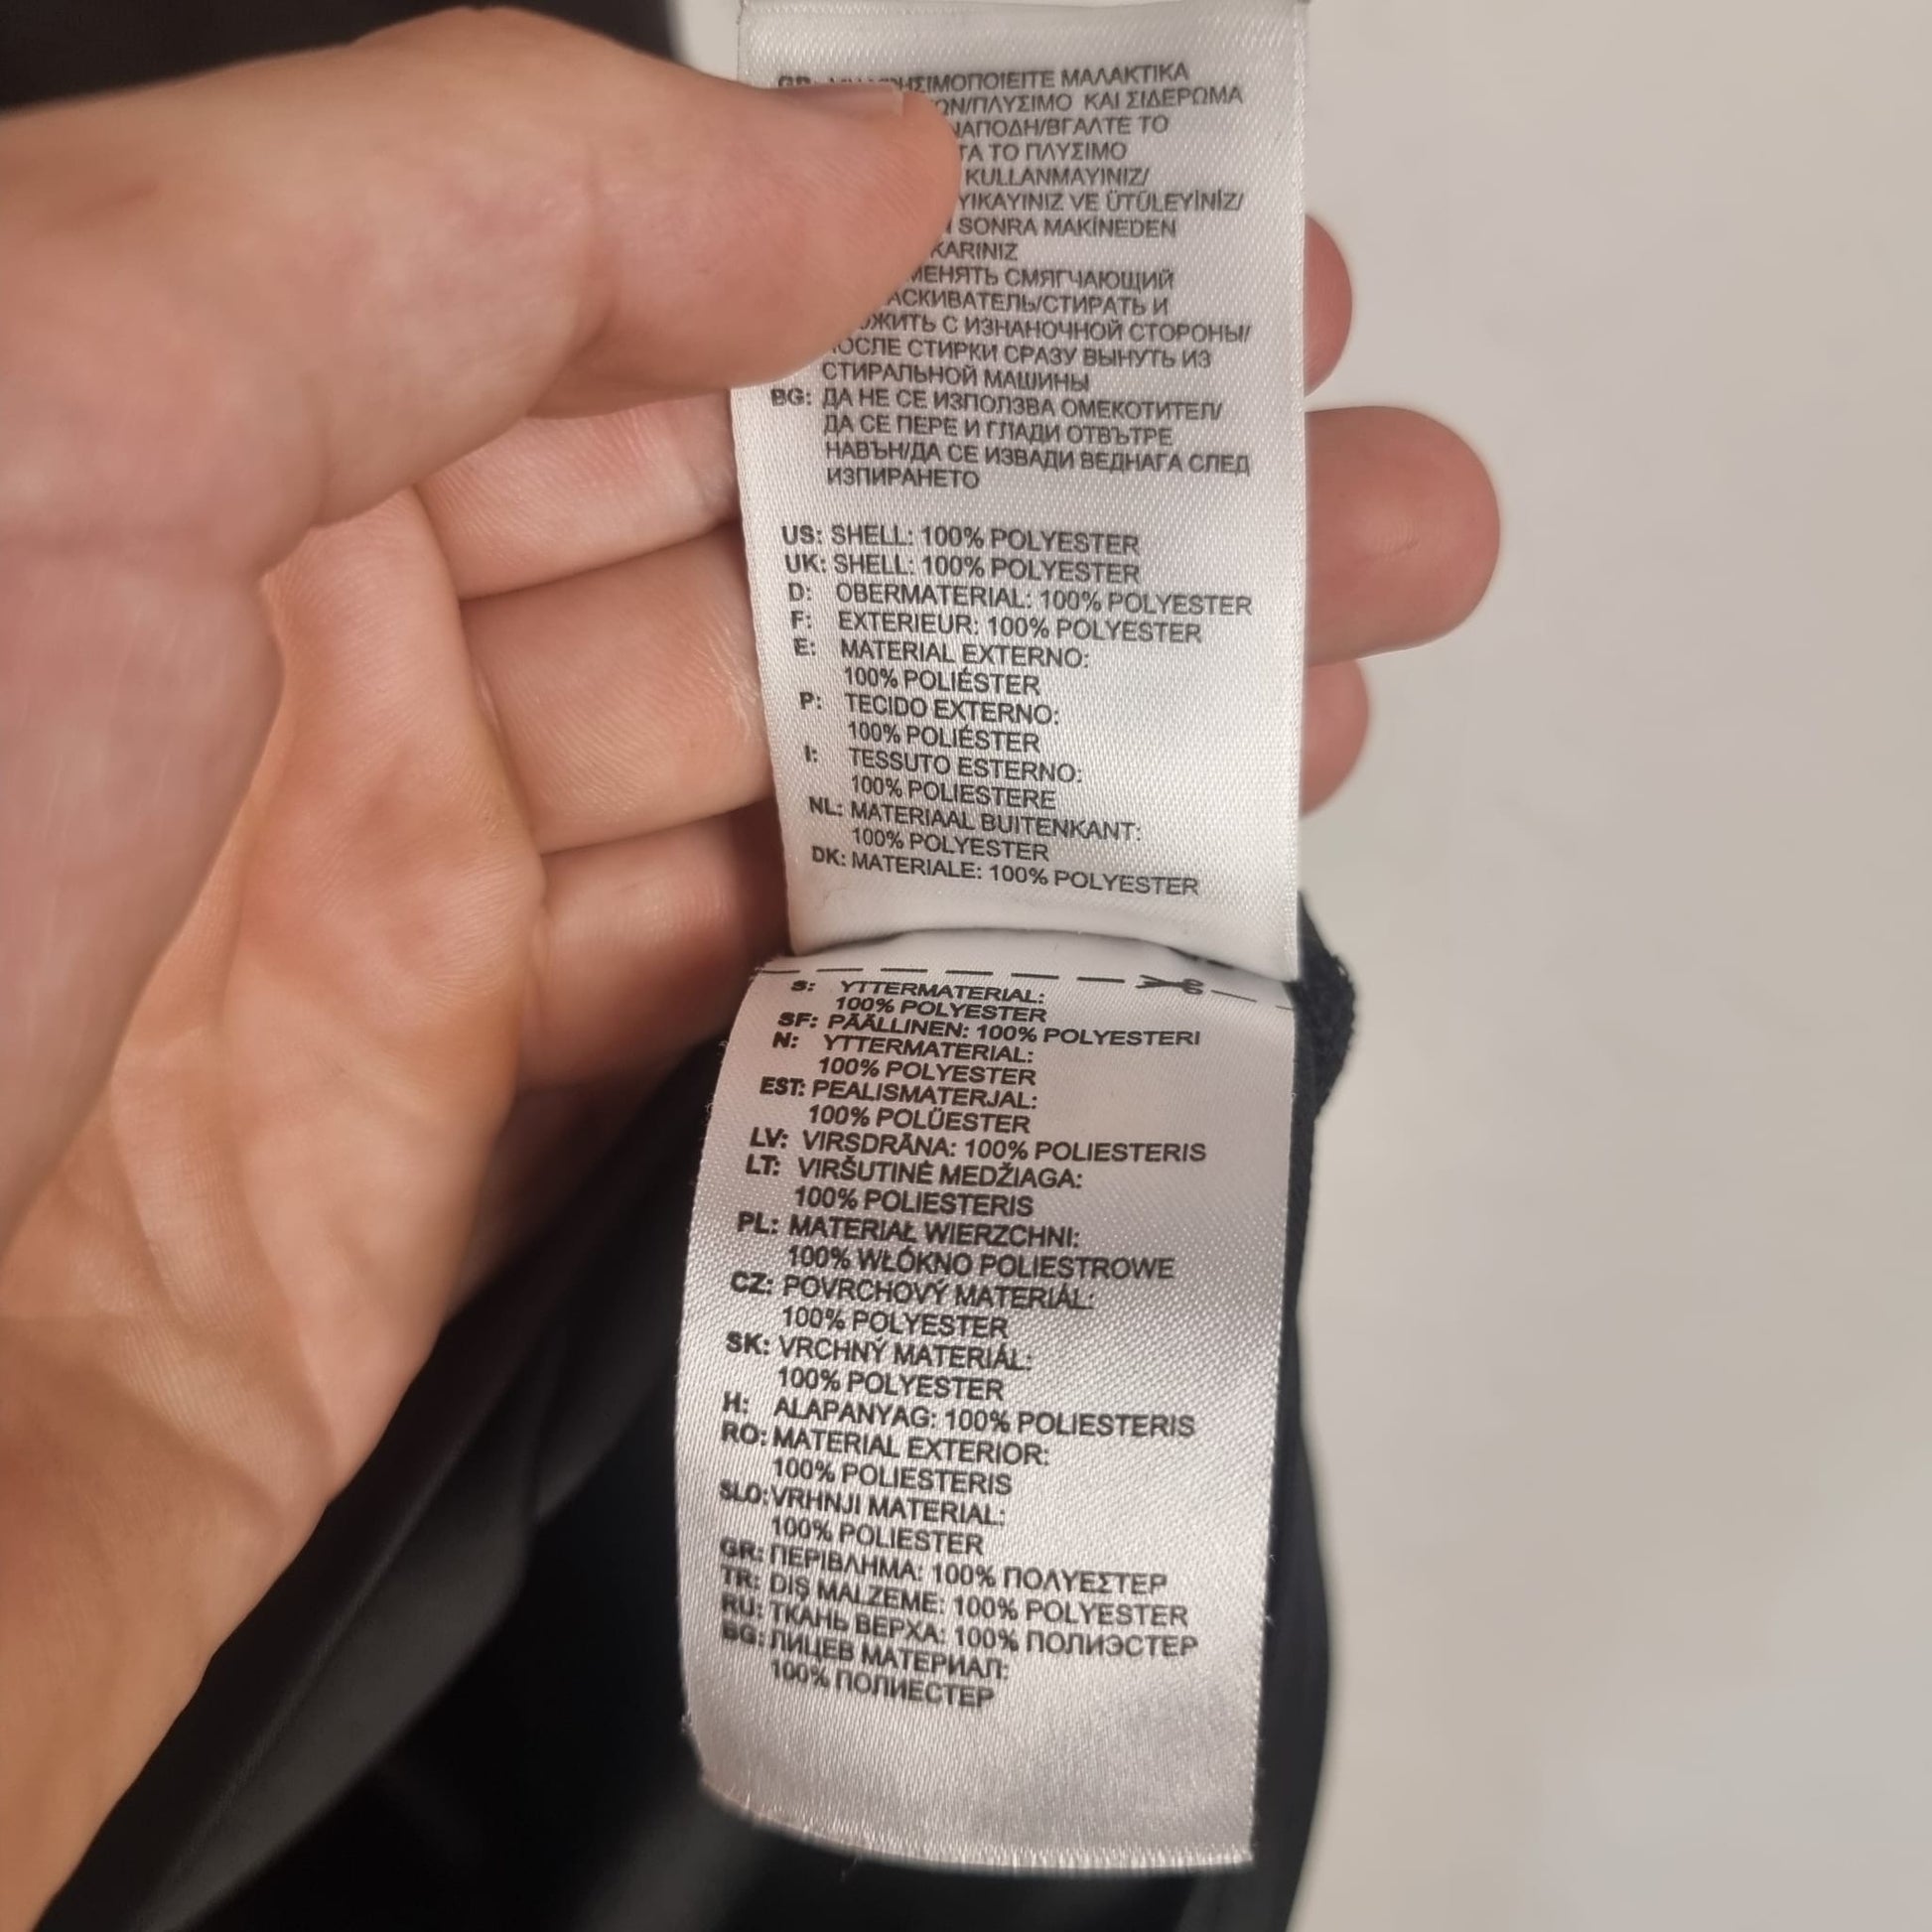 ΜΑΛΑΚΤΙΚΑ
ΚΑΙ ΣΙΔΕΡΩΜΑ
ΤΟ
ΤΟ ΠΛΥΣΙΜΟ
KULLANMAYINIZ/
YIKAYINIZ VE ÜTÜLEYİNİZ/
SONRA MAKİNEDEN
СМЯГЧАЮЩИЙ
И
С ИЗНАНОЧНОЙ СТОРОНЫ/
СТИРКИ СРАЗУ ВЫНУТЬ ИЗ
СТИРАЛЬНОЙ МАШИНЫ
BG: ДА НЕ СЕ ИЗПОЛЗВА ОМЕКОТИТЕЛ/
ДА СЕ ПЕРЕ И ГЛАДИ ОТВЪТРЕ
НАВЪН/ДА СЕ ИЗВАДИ ВЕДНАГА СЛЕД
ИЗПИРАНЕТО
US: SHELL: 100% POLYESTER
UK: SHELL: 100% POLYESTER
D: OBERMATERIAL: 100% POLYESTER
F: EXTERIEUR: 100% POLYESTER
E: MATERIAL EXTERNO:
100% POLIÉSTER
P: TECIDO EXTERNO:
100% POLIÉSTER
I: TESSUTO ESTERNO:
100% POLIESTERE
NL: MATERIAAL BUITENKANT:
100% POLYESTER
DK: MATERIALE: 100% POLYESTER
S: YTTERMATERIAL:
100% POLYESTER
SF: PÄÄLLINEN: 100% POLYESTERI
N: YTTERMATERIAL:
100% POLYESTER
EST: PEALISMATERJAL:
100% POLÜESTER
LV: VIRSDRĀNA: 100% POLIESTERIS
LT: VIRŠUTINĖ MEDŽIAGA:
100% POLIESTERIS
PL: MATERIAŁ WIERZCHNI:
100% WŁÓKNO POLIESTROWE
CZ: POVRCHOVÝ MATERIÁL:
100% POLYESTER
SK: VRCHNÝ MATERIÁL:
100% POLYESTER
H: ALAPANYAG: 100% POLIESTERIS
RO: MATERIAL EXTERIOR:
100% POLIESTERIS
SLO: VRHNJI MATERIAL:
100% POLIESTER
GR: ΠΕΡΙΒΛΗΜΑ: 100% ΠΟΛΥΕΣΤΕΡ
TR: DIŞ MALZEME: 100% POLYESTER
RU: ТКАНЬ ВЕРХА: 100% ПОЛИЭСТЕР
BG: ЛИЦЕВ МАТЕРИАЛ:
100% ПОЛИЕСТЕР